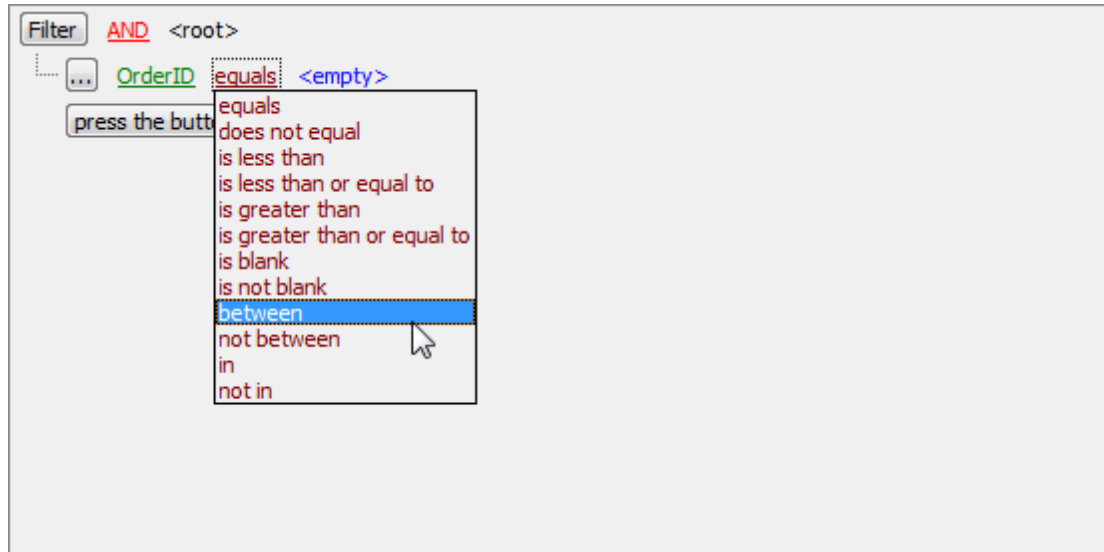 Filter AND <root>
... OrderID equals <empty>
press the butt
equals
does not equal
is less than
is less than or equal to
is greater than
is greater than or equal to
is blank
is not blank
between
not between
in
not in